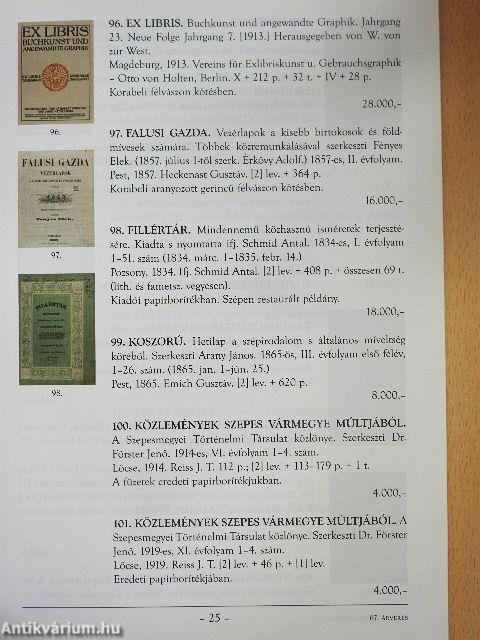 EX LIBRIS
BUCHKUNST UND
ANGEWANDTE GRAPHIK
96.
FALUSI GAZDA
VEZÉRLAPOK
97.
FILLÉRTÁR
98.
96. EX LIBRIS. Buchkunst und angewandte Graphik. Jahrgang
23. Neue Folge Jahrgang 7. [1913.] Herausgegeben von W. von
zur West.
Magdeburg, 1913. Vereins für Exlibriskunst u. Gebrauchsgraphik
– Otto von Holten, Berlin. X + 212 p. + 32 t. + IV + 28 p.
Korabeli félvászon kötésben.
28.000,-
97. FALUSI GAZDA. Vezérlapok a kisebb birtokosok és föld-
mívesek számára. Többek közremunkálásával szerkeszti Fényes
Elek. (1857. július 1-től szerk. Érkövy Adolf.) 1857-es, II. évfolyam.
Pest, 1857. Heckenast Gusztáv. [2] lev. + 364 p.
Korabeli aranyozott gerincű félvászon kötésben.
16.000,-
98. FILLÉRTÁR. Mindennemű közhasznú isméretek terjeszté-
sére. Kiadta s nyomtatta ifj. Schmid Antal. 1834-es, I. évfolyam
1–51. szám (1834. márc. 1–1835. febr. 14.)
Pozsony, 1834. Ifj. Schmid Antal. [2] lev. + 408 p. + összesen 69 t.
(lith. és fametsz. vegyesen).
Kiadói papírborítékban. Szépen restaurált példány.
18.000,-
99. KOSZORÚ. Hetilap a szépirodalom s általános míveltség
köréből. Szerkeszti Arany János. 1865-ös, III. évfolyam első félév,
1–26. szám. (1865. jan. 1–jún. 25.)
Pest, 1865. Emich Gusztáv. [2] lev. + 620 p.
8.000,-
100. KÖZLEMÉNYEK SZEPES VÁRMEGYE MÚLTJÁBÓL.
A Szepesmegyei Történelmi Társulat közlönye. Szerkeszti Dr.
Förster Jenő. 1914-es, VI. évfolyam 1–4. szám.
Lőcse, 1914. Reiss J. T. 112 p.; [2] lev. + 113–179 p. + 1 t.
A füzetek eredeti papírborítékjukban.
4.000,-
101. KÖZLEMÉNYEK SZEPES VÁRMEGYE MÚLTJÁBÓL. A
Szepesmegyei Történelmi Társulat közlönye. Szerkeszti Dr. Förster
Jenő. 1919-es, XI. évfolyam 1–4. szám.
Lőcse, 1919. Reiss J. T. [2] lev. + 46 p. + [1] lev.
Eredeti papírborítékjában.
4.000,-
– 25 –
67. ÁRVERÉS
Antikvárium.hu